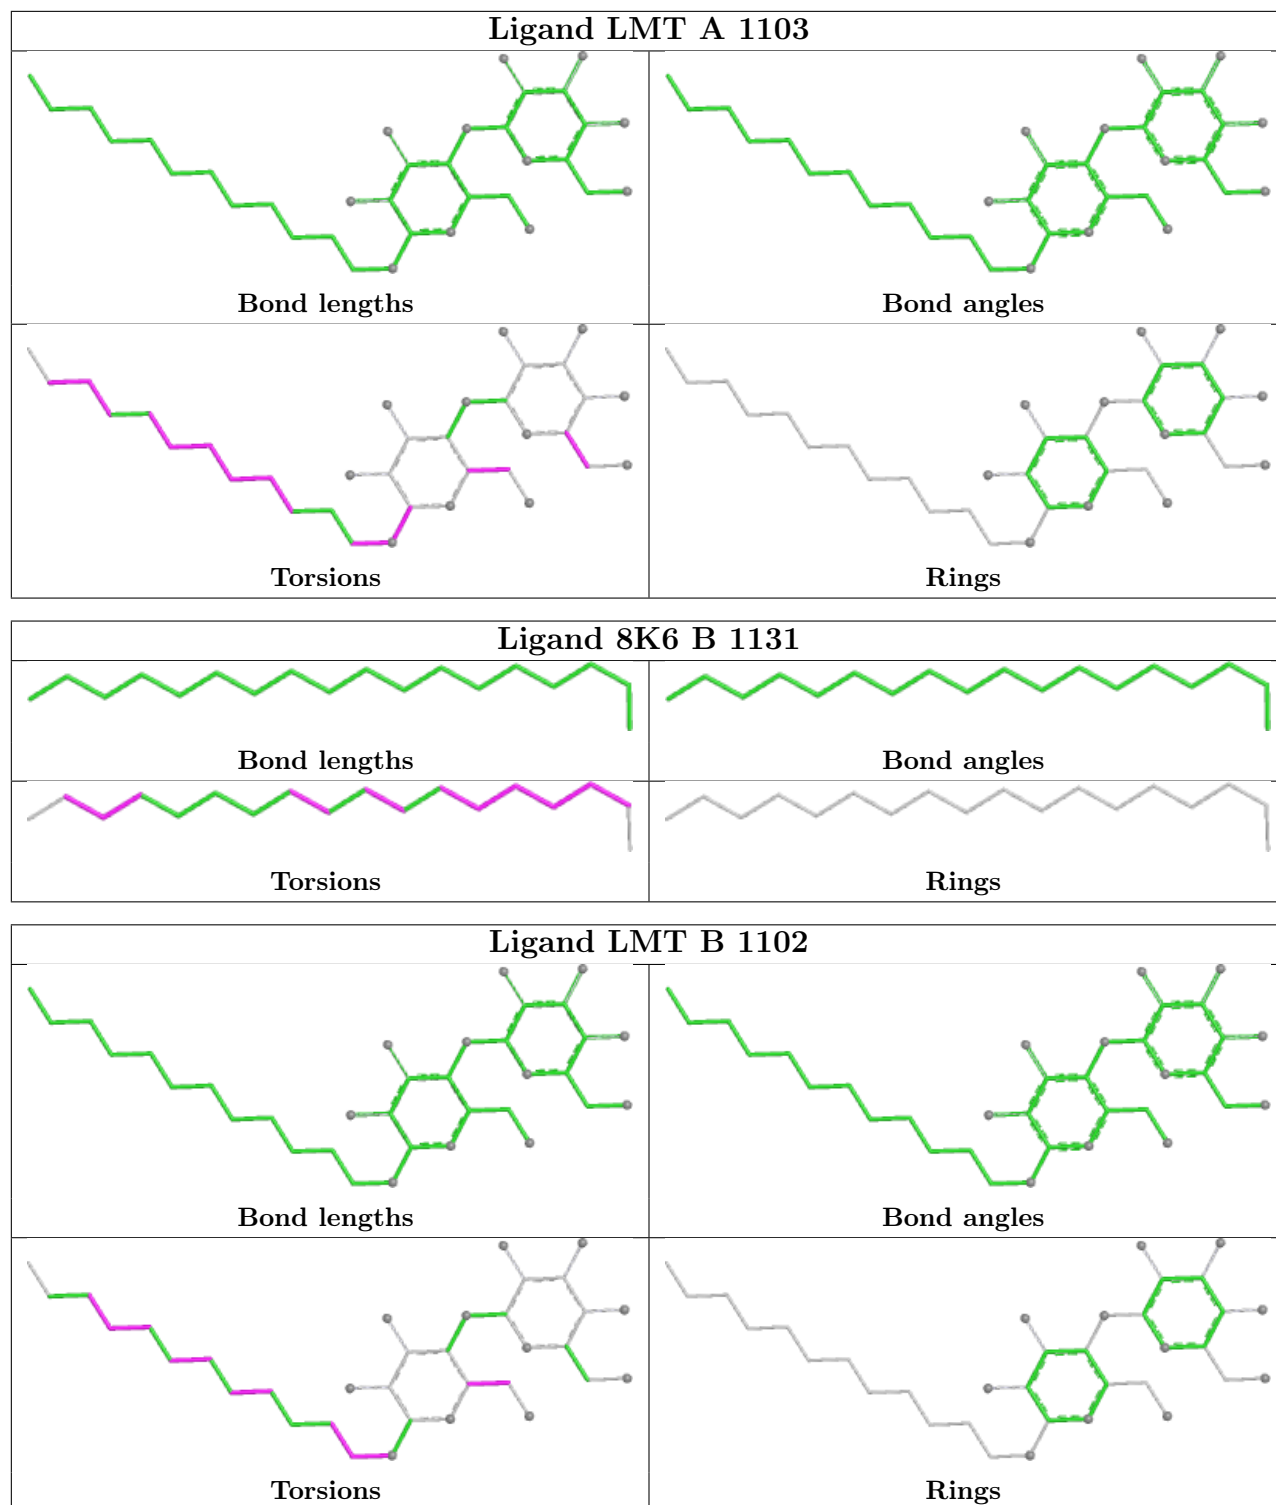 Ligand LMT A 1103
Bond lengths
Bond angles
Torsions
Rings
Ligand 8K6 B 1131
Bond lengths
Bond angles
Torsions
Rings
Ligand LMT B 1102
Bond lengths
Bond angles
Torsions
Rings